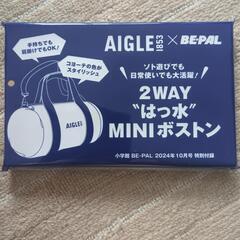 手持ちでも
肩掛けでもOK!
コヨーテの色が
スタイリッシュ
AIGLE 1853 × BE-PAL
ソト遊びでも
日常使いでも大活躍!
2WAY
"はっ水"
MINIボストン
AIGLE
小学館 BE-PAL 2024年10月号 特別付録